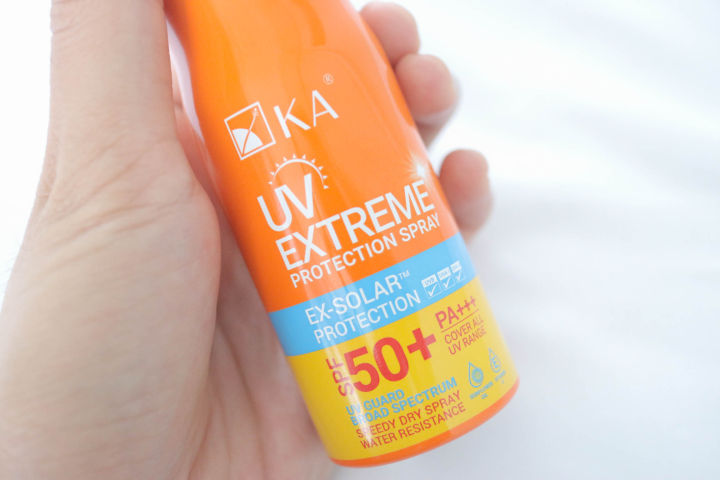 KA®
UV
EXTREME
PROTECTION SPRAY
EX-SOLAR™
PROTECTION
SPF 50+
PA+++
COVER ALL
UV RANGE
UV GUARD
BROAD SPECTRUM
SPEEDY DRY SPRAY
WATER RESISTANCE